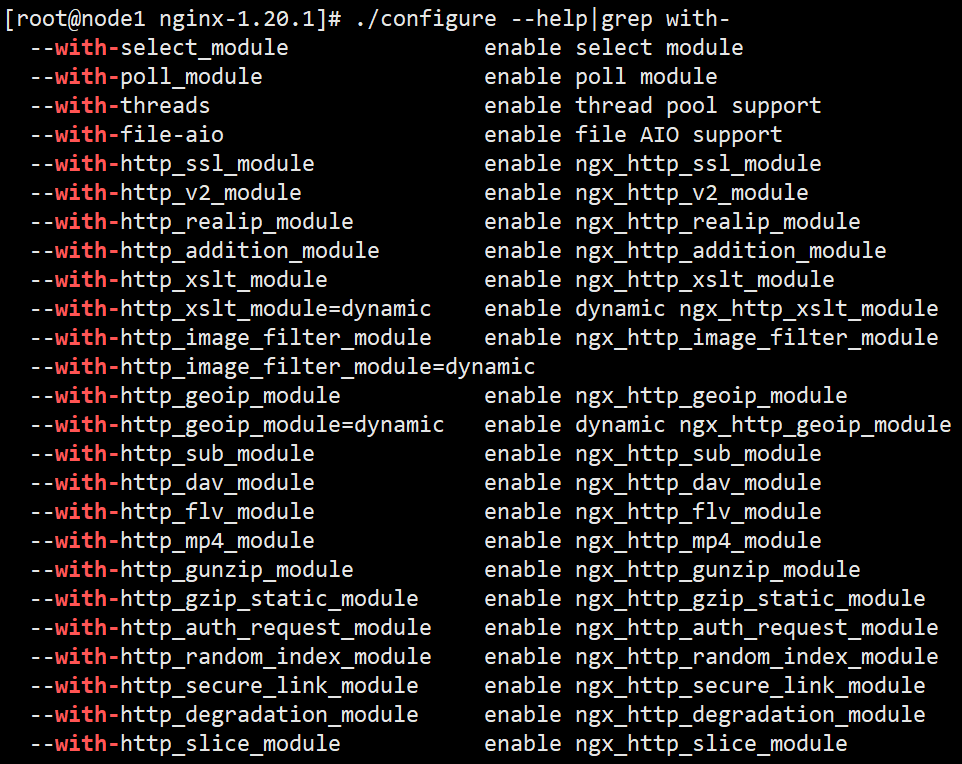 [root@node1 nginx-1.20.1]# ./configure --help|grep with-
  --with-select_module               enable select module
  --with-poll_module                 enable poll module
  --with-threads                     enable thread pool support
  --with-file-aio                    enable file AIO support
  --with-http_ssl_module             enable ngx_http_ssl_module
  --with-http_v2_module              enable ngx_http_v2_module
  --with-http_realip_module          enable ngx_http_realip_module
  --with-http_addition_module        enable ngx_http_addition_module
  --with-http_xslt_module            enable ngx_http_xslt_module
  --with-http_xslt_module=dynamic    enable dynamic ngx_http_xslt_module
  --with-http_image_filter_module    enable ngx_http_image_filter_module
  --with-http_image_filter_module=dynamic
  --with-http_geoip_module           enable ngx_http_geoip_module
  --with-http_geoip_module=dynamic   enable dynamic ngx_http_geoip_module
  --with-http_sub_module             enable ngx_http_sub_module
  --with-http_dav_module             enable ngx_http_dav_module
  --with-http_flv_module             enable ngx_http_flv_module
  --with-http_mp4_module             enable ngx_http_mp4_module
  --with-http_gunzip_module          enable ngx_http_gunzip_module
  --with-http_gzip_static_module     enable ngx_http_gzip_static_module
  --with-http_auth_request_module    enable ngx_http_auth_request_module
  --with-http_random_index_module    enable ngx_http_random_index_module
  --with-http_secure_link_module     enable ngx_http_secure_link_module
  --with-http_degradation_module     enable ngx_http_degradation_module
  --with-http_slice_module           enable ngx_http_slice_module